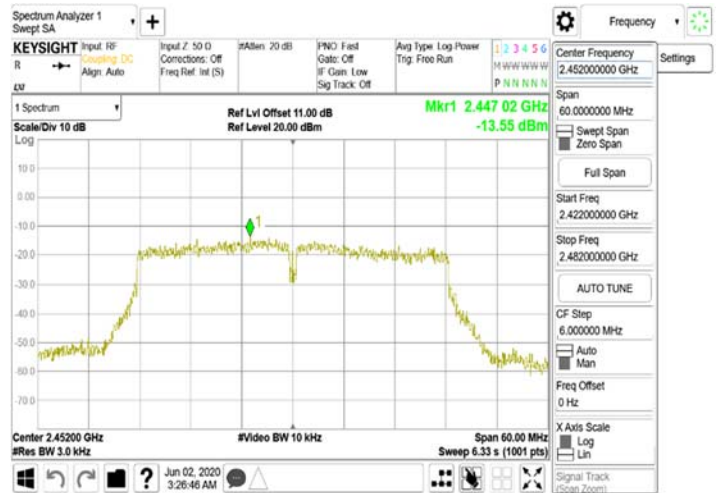 Spectrum Analyzer 1
Swept SA
+
Frequency
KEYSIGHT
R
Input: RF
Coupling: DC
Align: Auto
Input Z: 50 Ω
Corrections: Off
Freq Ref: Int (S)
#Atten: 20 dB
PNO: Fast
Gate: Off
IF Gain: Low
Sig Track: Off
Avg Type: Log-Power
Trig: Free Run
1 2 3 4 5 6
M W W W W W
P N N N N N
1 Spectrum
Scale/Div 10 dB
Log
Ref Lvl Offset 11.00 dB
Ref Level 20.00 dBm
Mkr1 2.447 02 GHz
-13.55 dBm
10.0
0.00
-10.0
-20.0
-30.0
-40.0
-50.0
-60.0
-70.0
1
Center 2.45200 GHz
#Res BW 3.0 kHz
#Video BW 10 kHz
Span 60.00 MHz
Sweep 6.33 s (1001 pts)
?
Jun 02, 2020
3:26:46 AM
Center Frequency
2.452000000 GHz
Settings
Span
60.0000000 MHz
Swept Span
Zero Span
Full Span
Start Freq
2.422000000 GHz
Stop Freq
2.482000000 GHz
AUTO TUNE
CF Step
6.000000 MHz
Auto
Man
Freq Offset
0 Hz
X Axis Scale
Log
Lin
Signal Track
(Span Zoom)